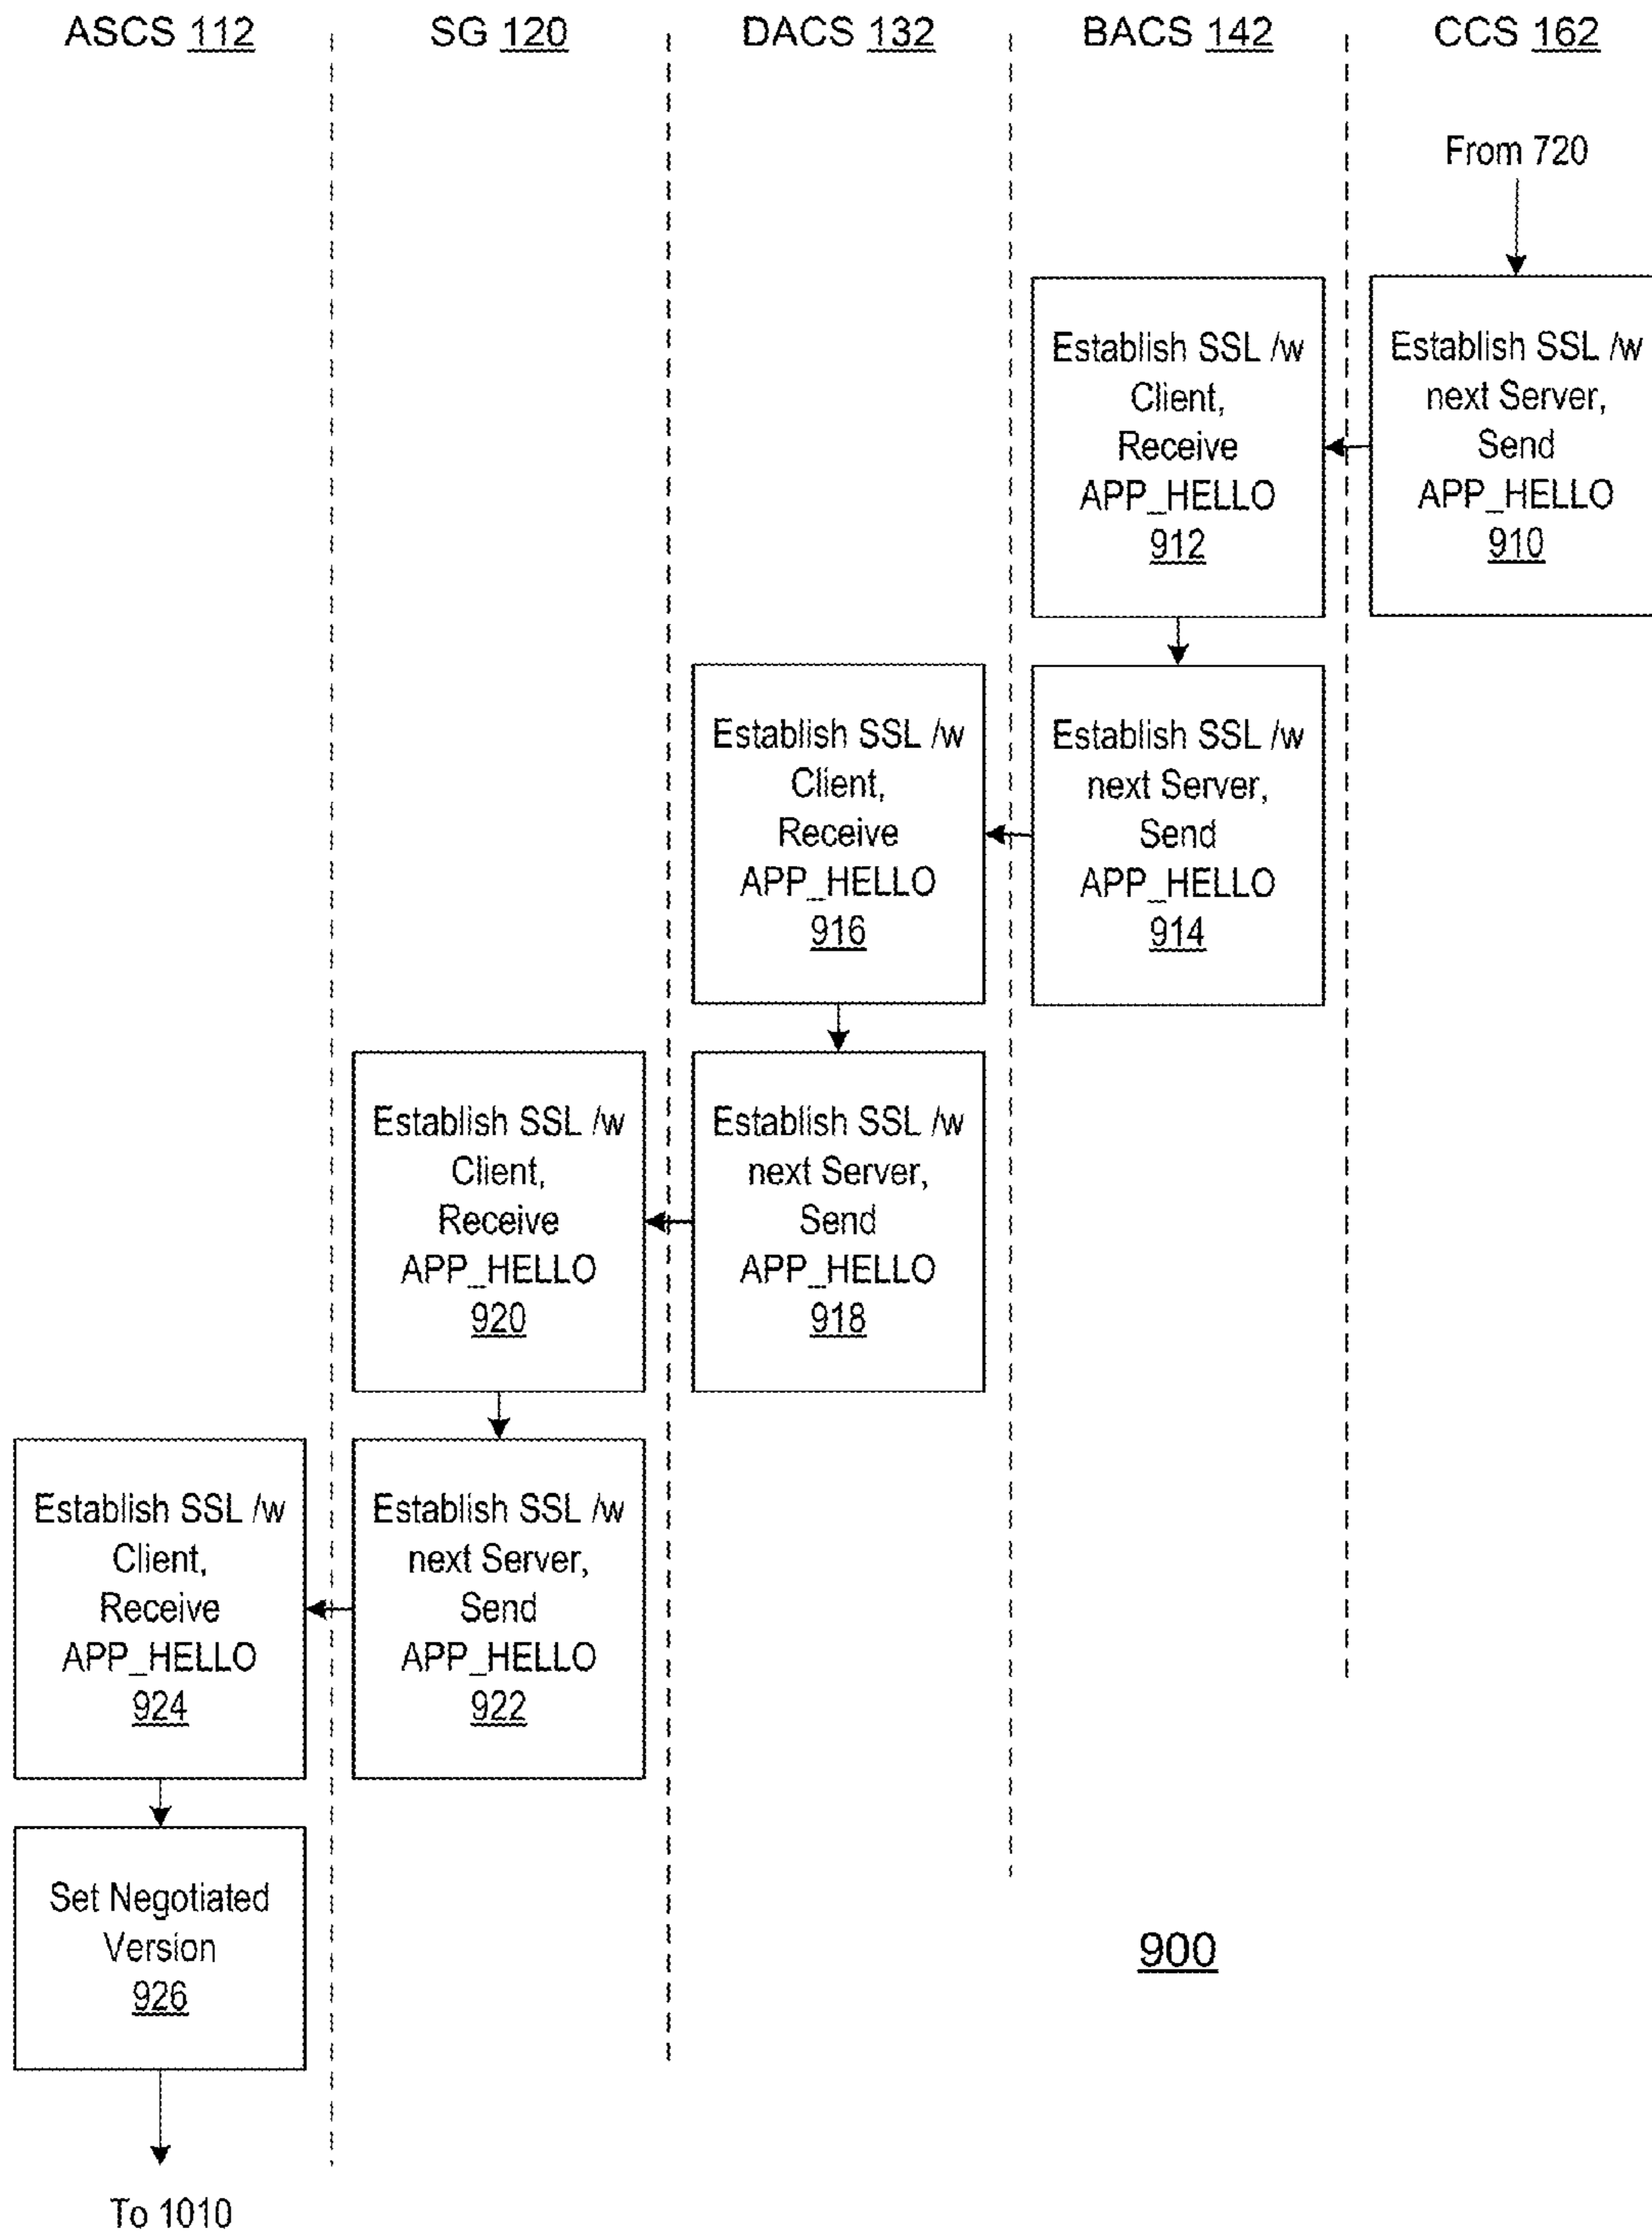 ASCS 112
SG 120
DACS 132
BACS 142
CCS 162
From 720
Establish SSL /w
next Server,
Send
APP_HELLO
910
Establish SSL /w
Client,
Receive
APP_HELLO
912
Establish SSL /w
next Server,
Send
APP_HELLO
914
Establish SSL /w
Client,
Receive
APP_HELLO
916
Establish SSL /w
next Server,
Send
APP_HELLO
918
Establish SSL /w
Client,
Receive
APP_HELLO
920
Establish SSL /w
next Server,
Send
APP_HELLO
922
Establish SSL /w
Client,
Receive
APP_HELLO
924
Set Negotiated
Version
926
To 1010
900